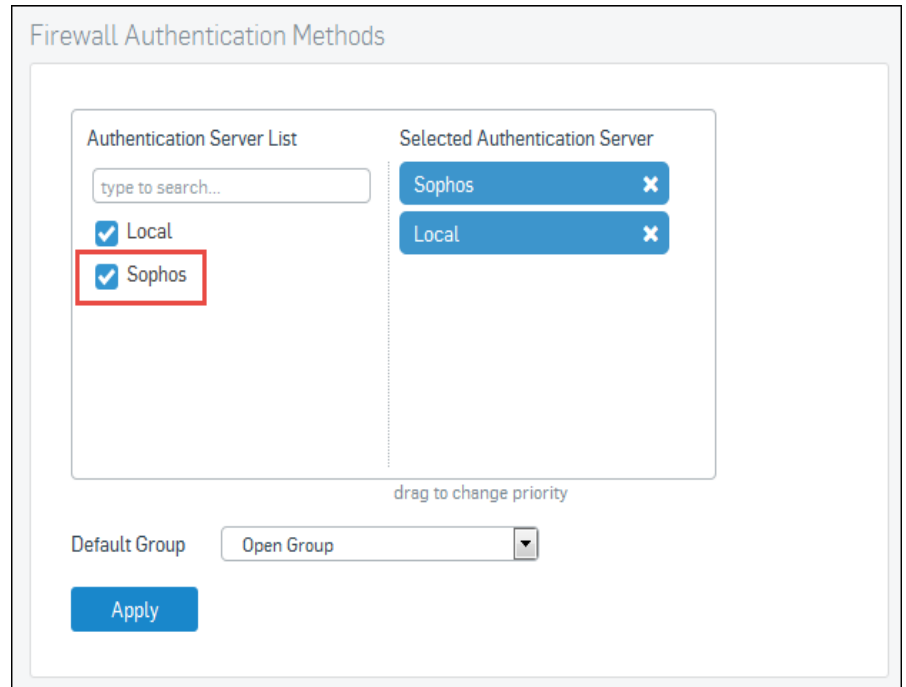 Firewall Authentication Methods
Authentication Server List
type to search...
Local
Sophos
Selected Authentication Server
Sophos
Local
drag to change priority
Default Group
Open Group
Apply